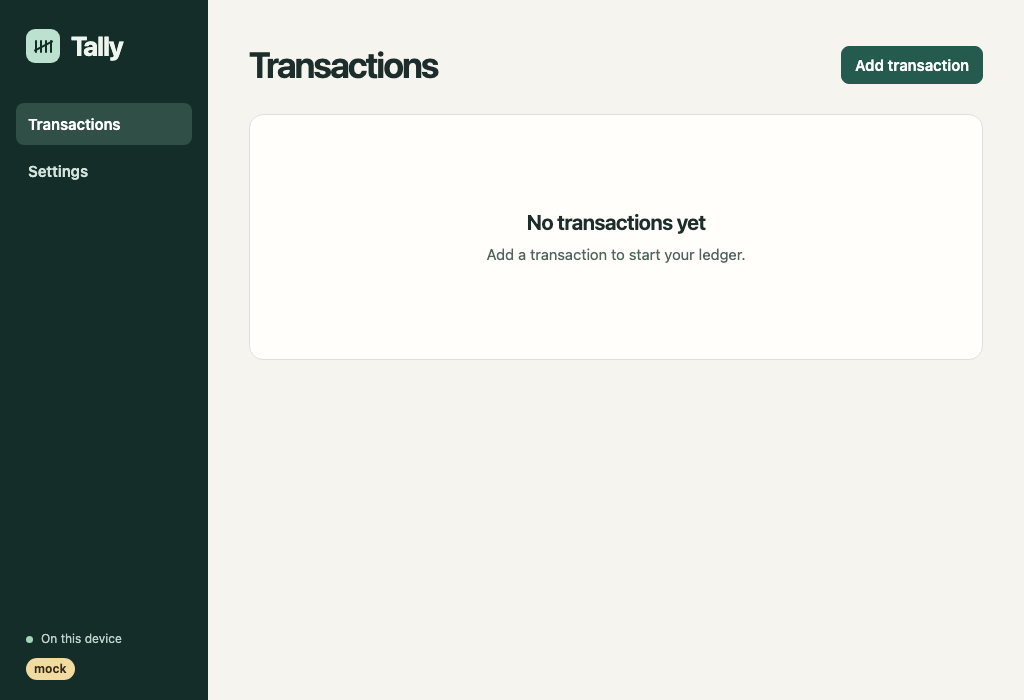 Tally
Transactions
Settings
On this device
mock
Transactions
Add transaction
No transactions yet
Add a transaction to start your ledger.